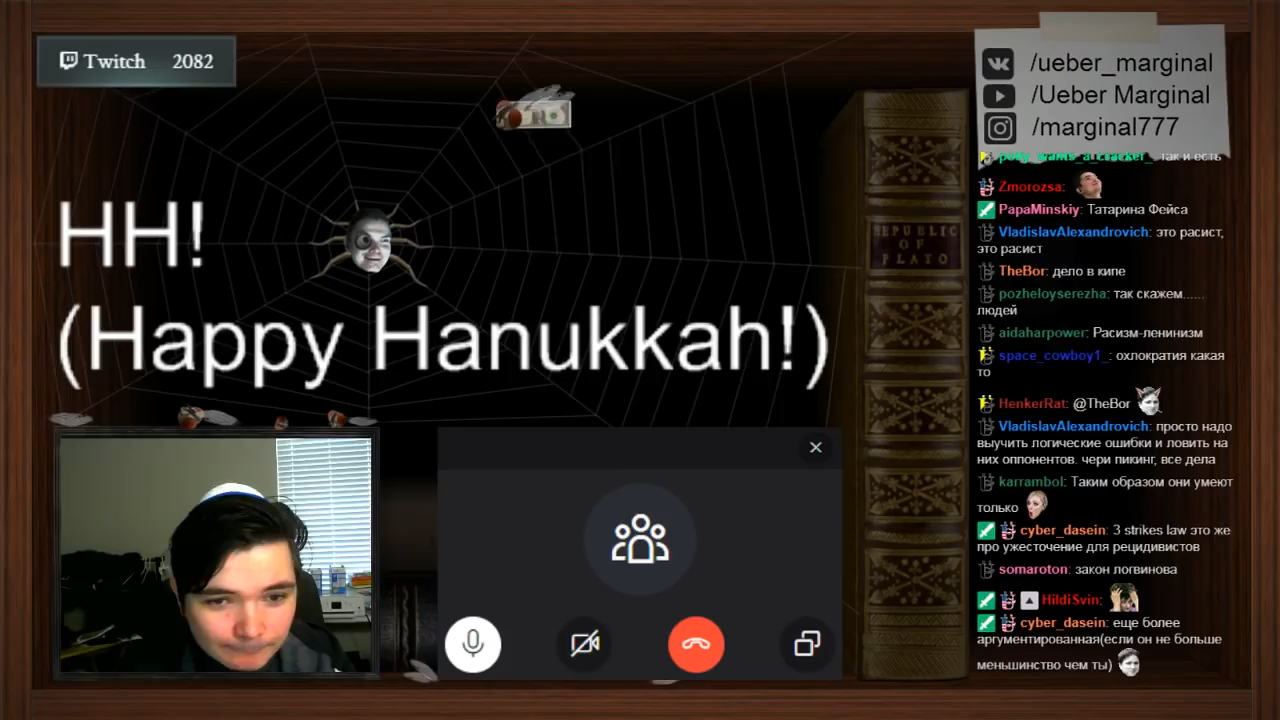 Twitch 2082
HH!
(Happy Hanukkah!)
REPUBLIC
OF
PLATO
/ueber_marginal
/Ueber Marginal
/marginal777
polly_wants_a_cracker_ так и есть
Zmorozsa:
PapaMinskiy: Татарина Фейса
VladislavAlexandrovich: это расист,
это расист
TheBor: дело в кипе
pozheloyserezha: так скажем......
людей
aidaharpower: Расизм-ленинизм
space_cowboy1_: охлократия какая
то
HenkerRat: @TheBor
VladislavAlexandrovich: просто надо
выучить логические ошибки и ловить на
них оппонентов. чери пикинг, все дела
karrambol: Таким образом они умеют
только
cyber_dasein: 3 strikes law это же
про ужесточение для рецидивистов
somaroton: закон логвинова
HildiSvin:
cyber_dasein: еще более
аргументированная(если он не больше
меньшинство чем ты)